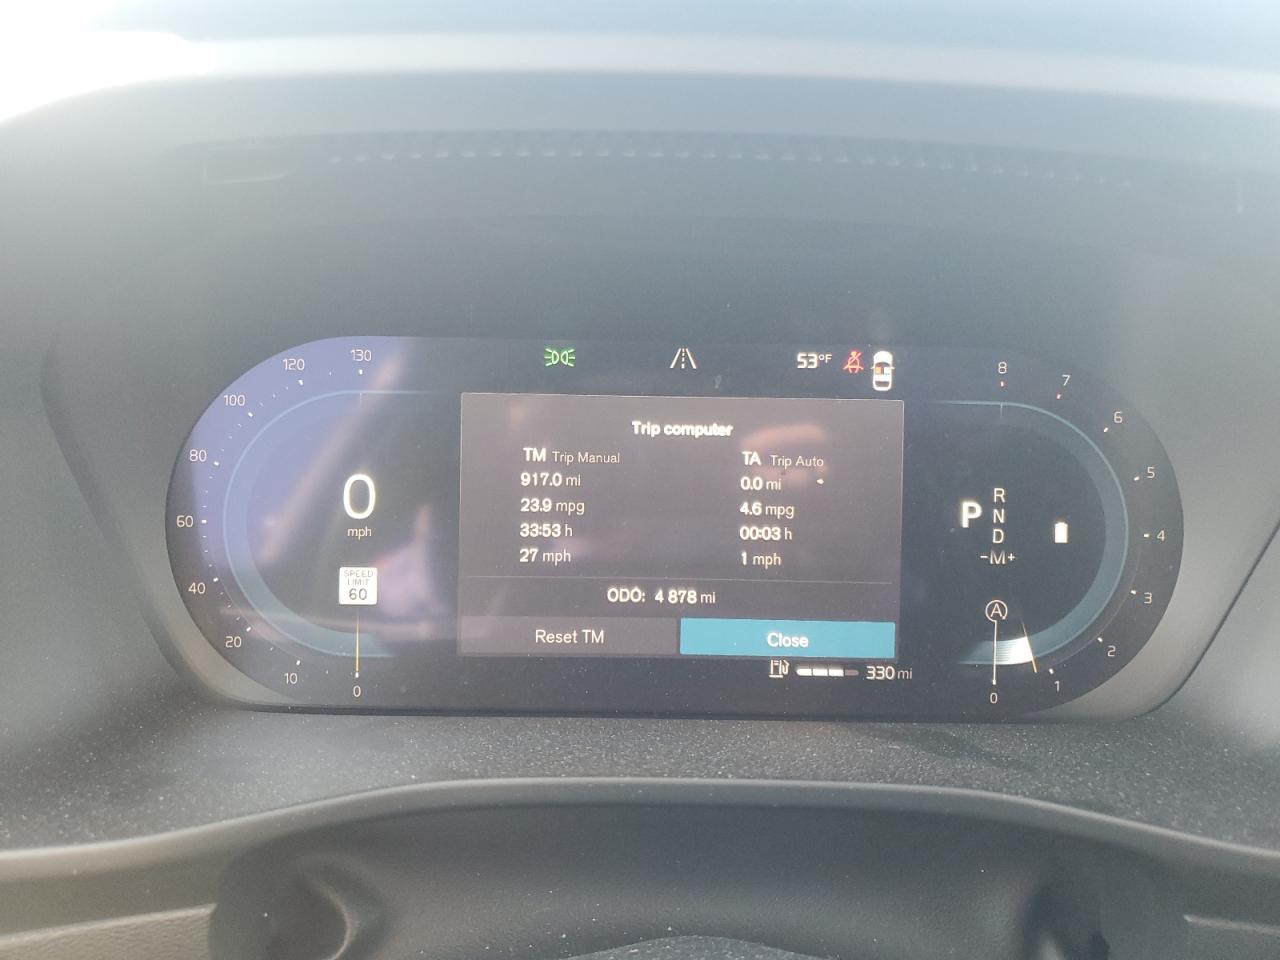 130
120
100
80
60
40
20
10
0
0
mph
SPEED
LIMIT
60
53°F
Trip computer
TM Trip Manual
917.0 mi
23.9 mpg
33:53 h
27 mph
TA Trip Auto
0.0 mi
4.6 mpg
00:03 h
1 mph
ODO: 4 878 mi
Reset TM
Close
330 mi
P
R
N
D
-M+
A
8
7
6
5
4
3
2
1
0